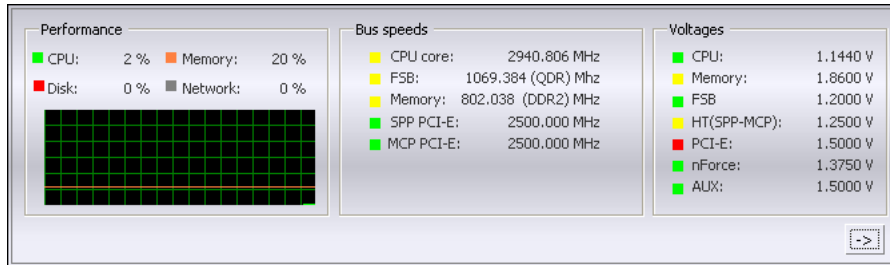 Performance
CPU: 2 % Memory: 20 %
Disk: 0 % Network: 0 %
Bus speeds
CPU core: 2940.806 MHz
FSB: 1069.384 (QDR) Mhz
Memory: 802.038 (DDR2) MHz
SPP PCI-E: 2500.000 MHz
MCP PCI-E: 2500.000 MHz
Voltages
CPU: 1.1440 V
Memory: 1.8600 V
FSB 1.2000 V
HT(SPP-MCP): 1.2500 V
PCI-E: 1.5000 V
nForce: 1.3750 V
AUX: 1.5000 V
->